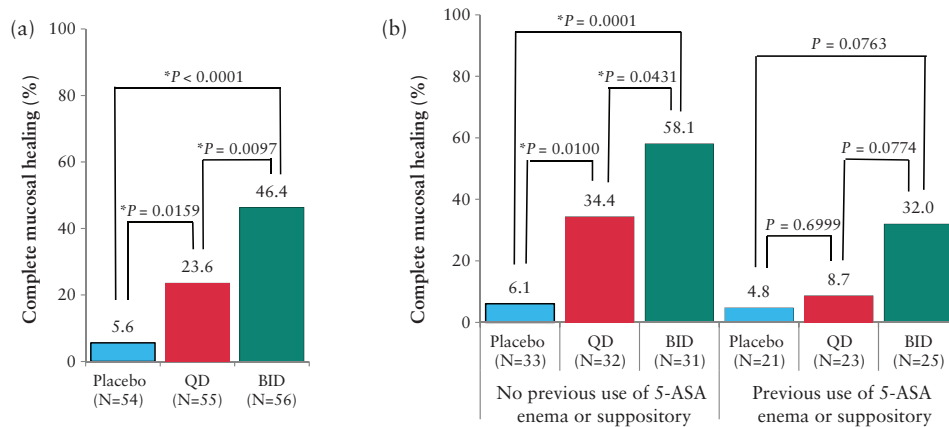 (a)
Complete mucosal healing (%)
100
80
60
40
20
0
*P < 0.0001
*P = 0.0097
*P = 0.0159
5.6
23.6
46.4
Placebo QD BID
(N=54) (N=55) (N=56)
(b)
Complete mucosal healing (%)
100
80
60
40
20
0
*P = 0.0001
*P = 0.0431
*P = 0.0100
6.1
34.4
58.1
P = 0.0763
P = 0.0774
P = 0.6999
4.8
8.7
32.0
Placebo QD BID Placebo QD BID
(N=33) (N=32) (N=31) (N=21) (N=23) (N=25)
No previous use of 5-ASA
enema or suppository
Previous use of 5-ASA
enema or suppository